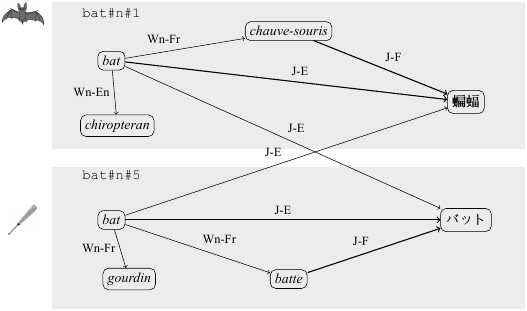 bat#n#1
chauve-souris
Wn-Fr
J-F
bat
J-E
Wn-En
蝙蝠
chiropteran
J-E
J-E
bat#n#5
bat
J-E
バット
Wn-Fr
Wn-Fr
J-F
gourdin
batte